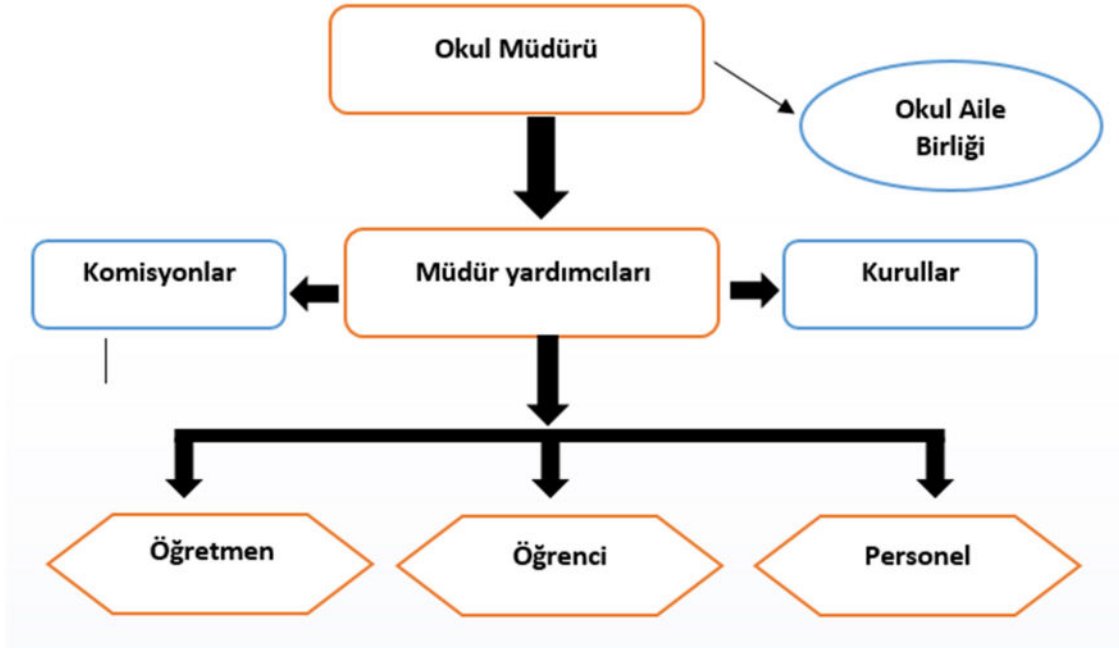 Okul Müdürü
Okul Aile
Birliği
Komisyonlar
Müdür yardımcıları
Kurullar
Öğretmen
Öğrenci
Personel